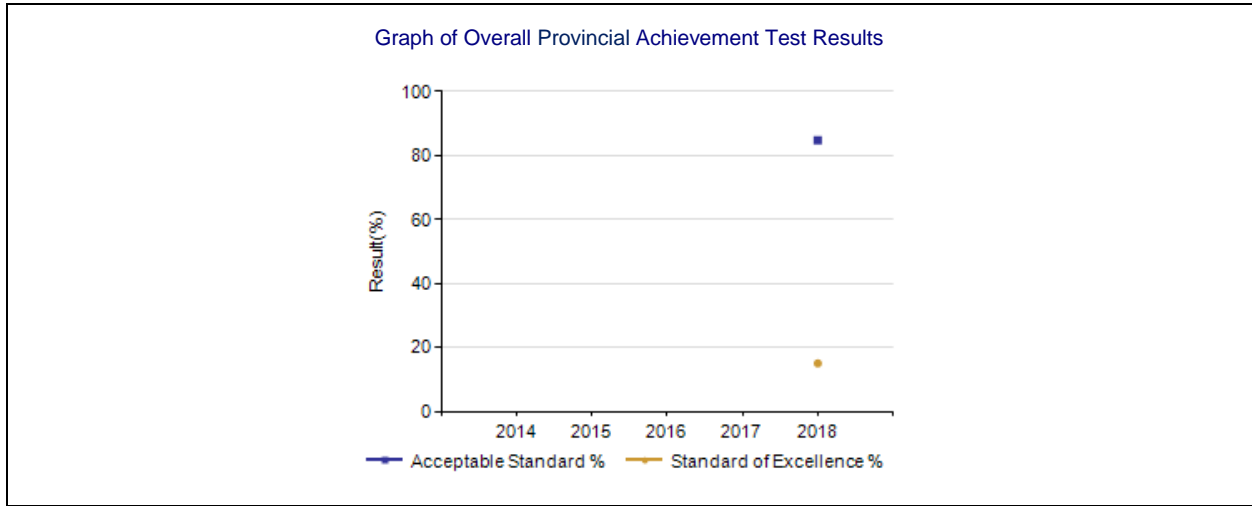 Graph of Overall Provincial Achievement Test Results
100
80
60
40
20
0
Result(%)
2014 2015 2016 2017 2018
Acceptable Standard % Standard of Excellence %